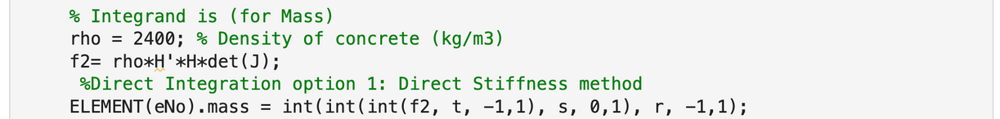 % Integrand is (for Mass)
rho = 2400; % Density of concrete (kg/m3)
f2= rho*H'*H*det(J);
%Direct Integration option 1: Direct Stiffness method
ELEMENT(eNo).mass = int(int(int(f2, t, -1,1), s, 0,1), r, -1,1);